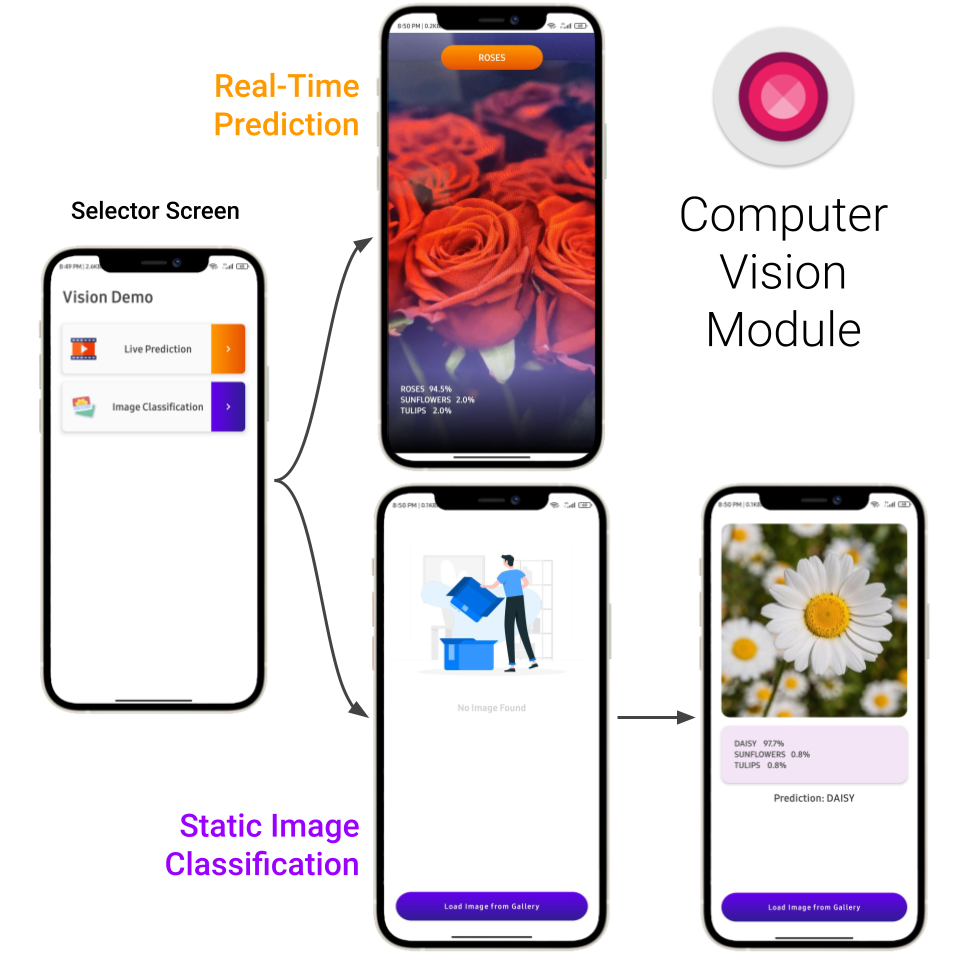 Real-Time
Prediction
Selector Screen
8:49 PM | 2.6KB
Vision Demo
Live Prediction
Image Classification
8:50 PM | 0.2KB
ROSES
ROSES 94.5%
SUNFLOWERS 2.0%
TULIPS 2.0%
Computer
Vision
Module
8:50 PM | 0.1KB
No Image Found
Load Image from Gallery
Static Image
Classification
8:50 PM | 0.1KB
DAISY 97.7%
SUNFLOWERS 0.8%
TULIPS 0.8%
Prediction: DAISY
Load Image from Gallery